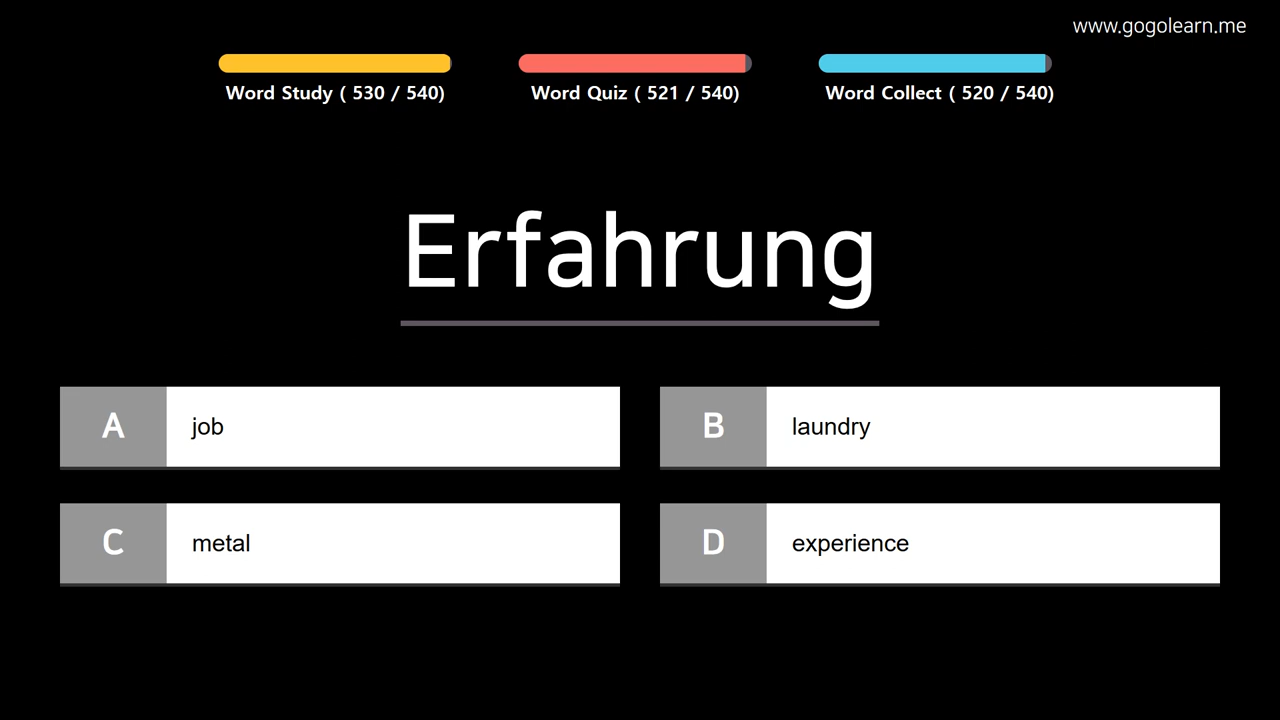 www.gogolearn.me
Word Study ( 530 / 540)
Word Quiz ( 521 / 540)
Word Collect ( 520 / 540)
Erfahrung
A
job
B
laundry
C
metal
D
experience